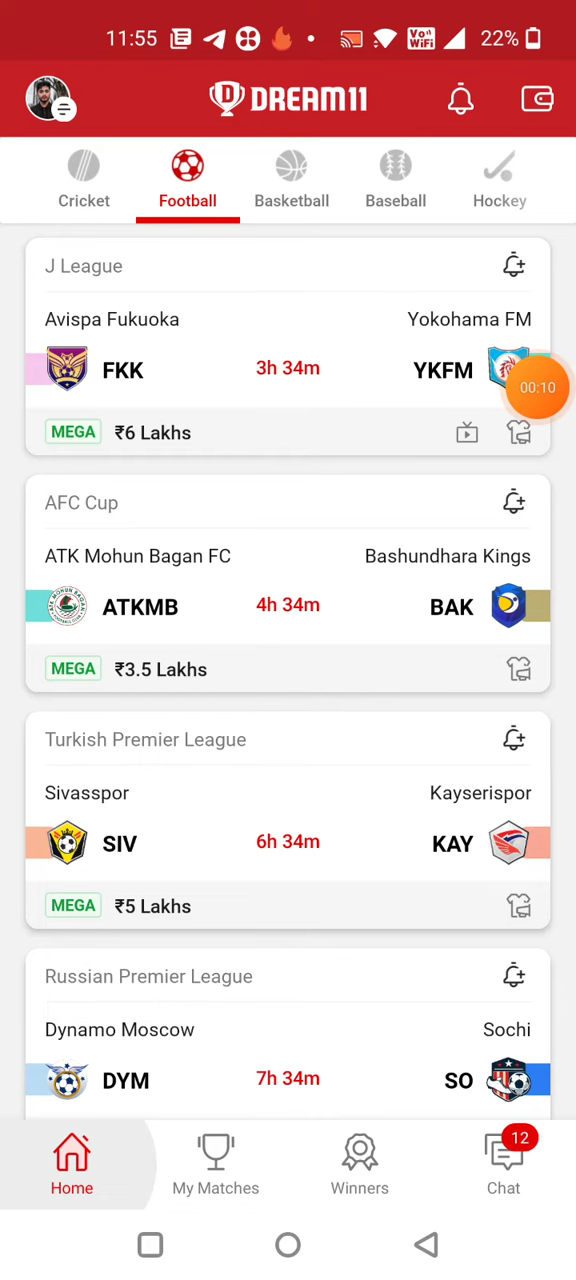 11:55 Vo)) WiFi 22%
DREAM11
Cricket Football Basketball Baseball Hockey
J League
Avispa Fukuoka Yokohama FM
FKK 3h 34m YKFM
00:10
MEGA ₹6 Lakhs
AFC Cup
ATK Mohun Bagan FC Bashundhara Kings
ATKMB 4h 34m BAK
MEGA ₹3.5 Lakhs
Turkish Premier League
Sivasspor Kayserispor
SIV 6h 34m KAY
MEGA ₹5 Lakhs
Russian Premier League
Dynamo Moscow Sochi
DYM 7h 34m SO
12
Home My Matches Winners Chat